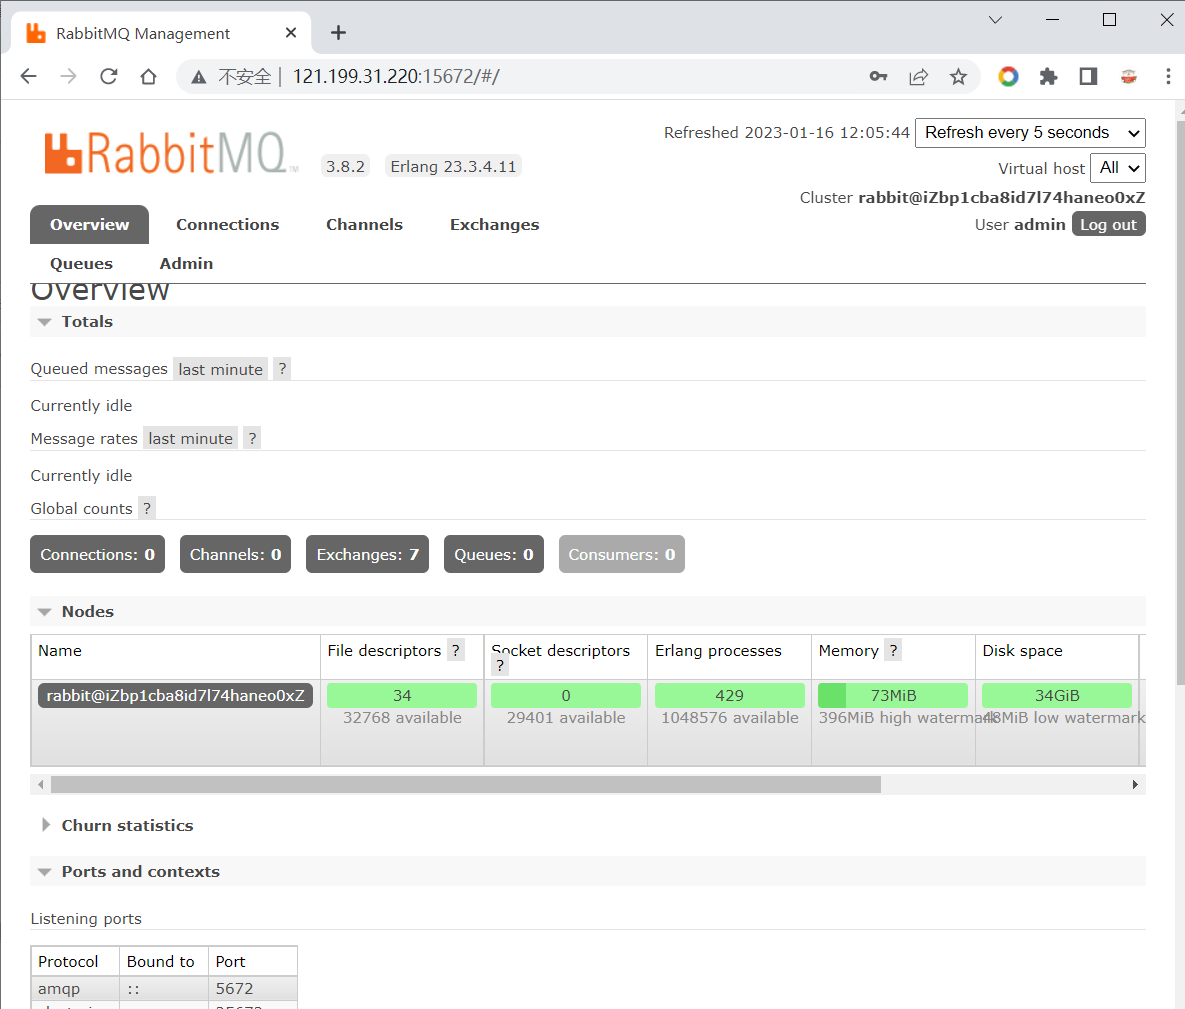 RabbitMQ Management
不安全 | 121.199.31.220:15672/#/
RabbitMQ TM 3.8.2 Erlang 23.3.4.11
Refreshed 2023-01-16 12:05:44 Refresh every 5 seconds
Virtual host All
Cluster rabbit@iZbp1cba8id7l74haneo0xZ
User admin Log out
Overview Connections Channels Exchanges
Queues Admin
Overview
Totals
Queued messages last minute ?
Currently idle
Message rates last minute ?
Currently idle
Global counts ?
Connections: 0 Channels: 0 Exchanges: 7 Queues: 0 Consumers: 0
Nodes
Name File descriptors ? Socket descriptors ? Erlang processes Memory ? Disk space
rabbit@iZbp1cba8id7l74haneo0xZ 34 0 429 73MiB 34GiB
32768 available 29401 available 1048576 available 396MiB high watermark 48MiB low watermark
Churn statistics
Ports and contexts
Listening ports
Protocol Bound to Port
amqp :: 5672